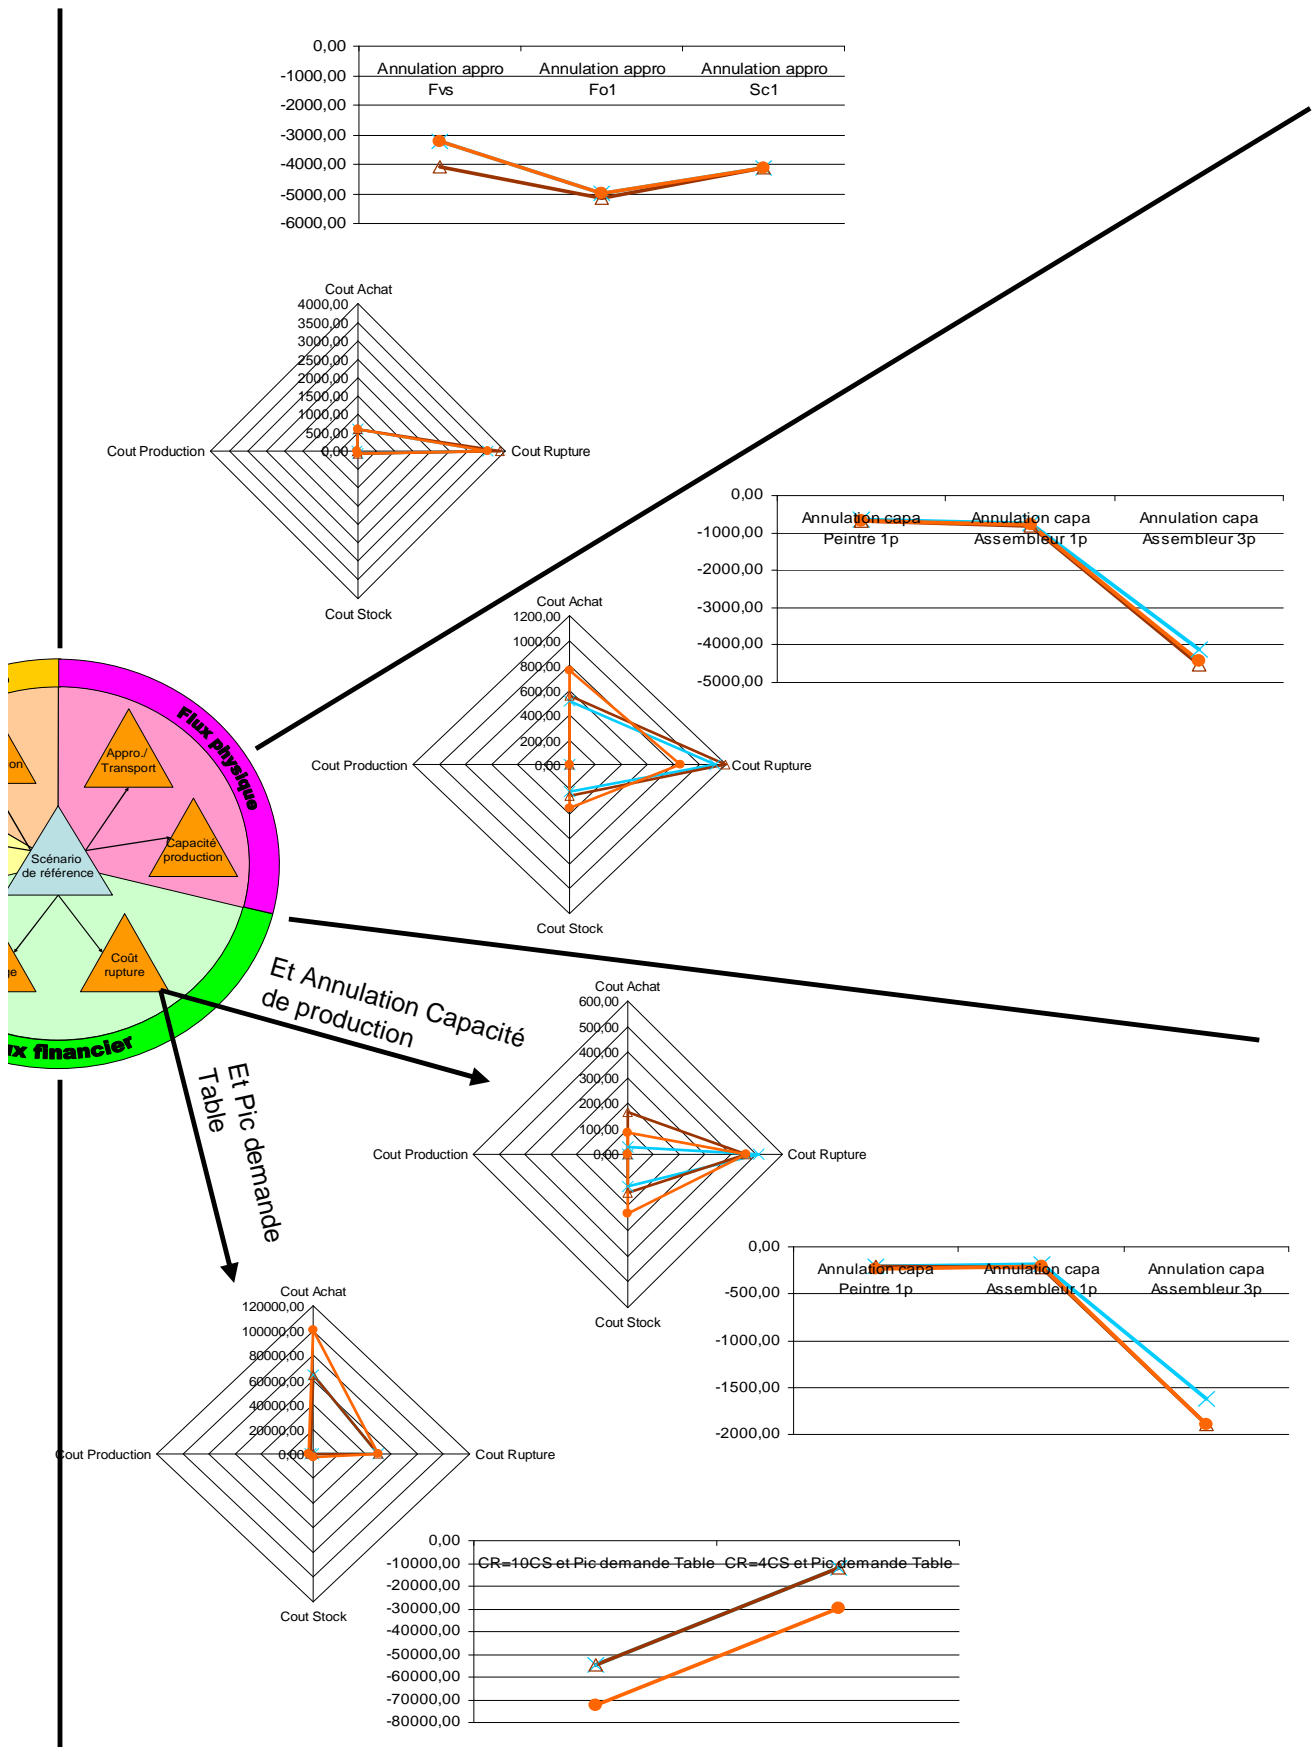 0,00
-1000,00
-2000,00
-3000,00
-4000,00
-5000,00
-6000,00
Annulation appro
Fvs
Annulation appro
Fo1
Annulation appro
Sc1
Cout Achat
4000,00
3500,00
3000,00
2500,00
2000,00
1500,00
1000,00
500,00
0,00
Cout Production
Cout Rupture
Cout Stock
0,00
-1000,00
-2000,00
-3000,00
-4000,00
-5000,00
Annulation capa
Peintre 1p
Annulation capa
Assembleur 1p
Annulation capa
Assembleur 3p
Cout Achat
1200,00
1000,00
800,00
600,00
400,00
200,00
0,00
Cout Production
Cout Rupture
Cout Stock
Flux physique
Appro./
Transport
Capacité
production
Scénario
de référence
on
Coût
rupture
ge
ux financier
Et Annulation Capacité
de production
Et Pic demande
Table
Cout Achat
600,00
500,00
400,00
300,00
200,00
100,00
0,00
Cout Production
Cout Rupture
Cout Stock
0,00
-500,00
-1000,00
-1500,00
-2000,00
Annulation capa
Peintre 1p
Annulation capa
Assembleur 1p
Annulation capa
Assembleur 3p
Cout Achat
120000,00
100000,00
80000,00
60000,00
40000,00
20000,00
0,00
Cout Production
Cout Rupture
Cout Stock
0,00
-10000,00
-20000,00
-30000,00
-40000,00
-50000,00
-60000,00
-70000,00
-80000,00
CR=10CS et Pic demande Table
CR=4CS et Pic demande Table